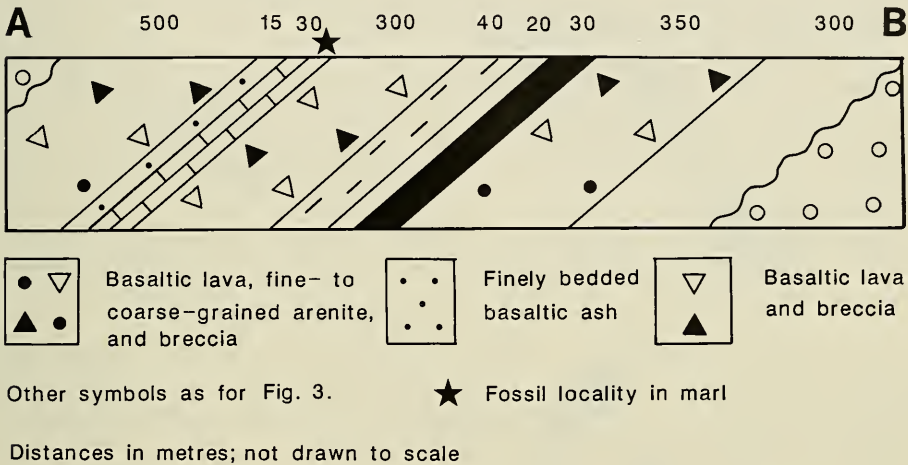 A 500 15 30 300 40 20 30 350 300 B
Basaltic lava, fine- to
coarse-grained arenite,
and breccia
Finely bedded
basaltic ash
Basaltic lava
and breccia
Other symbols as for Fig. 3.
Fossil locality in marl
Distances in metres; not drawn to scale